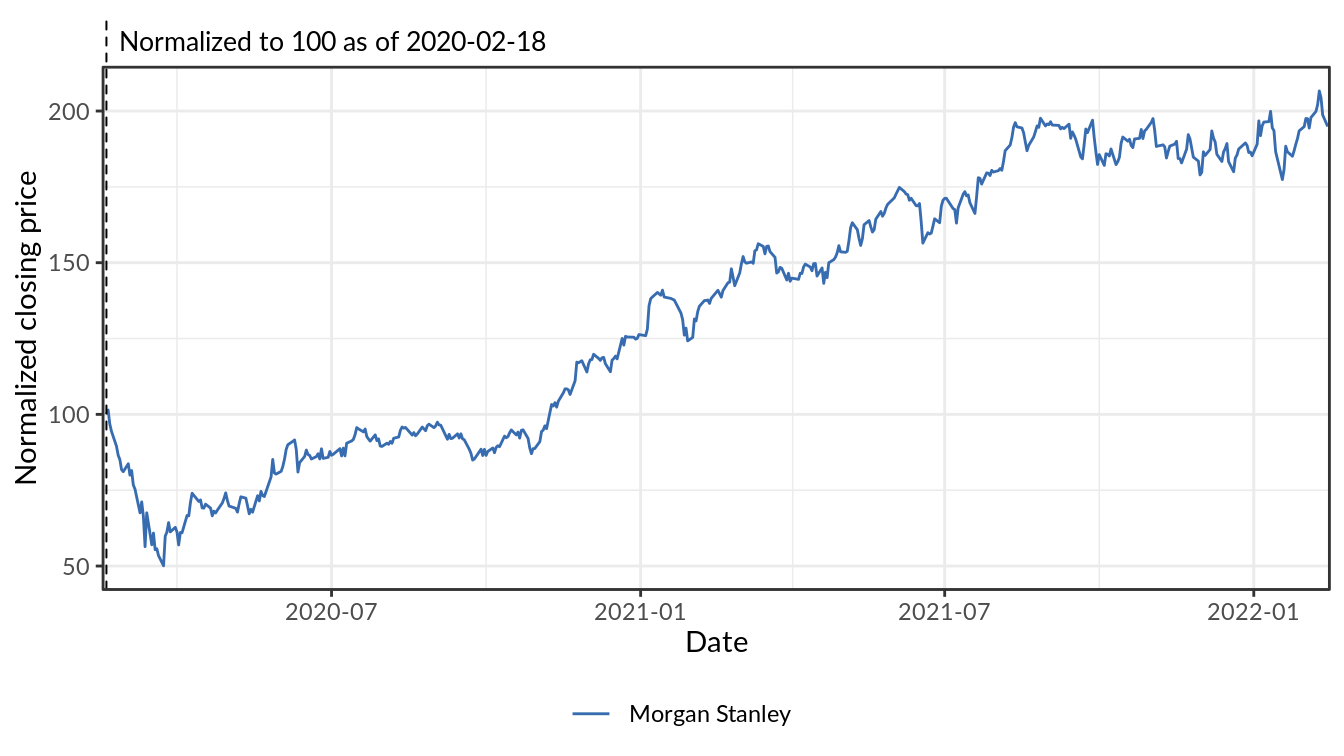 Normalized to 100 as of 2020-02-18
Normalized closing price
200
150
100
50
2020-07
2021-01
2021-07
2022-01
Date
Morgan Stanley